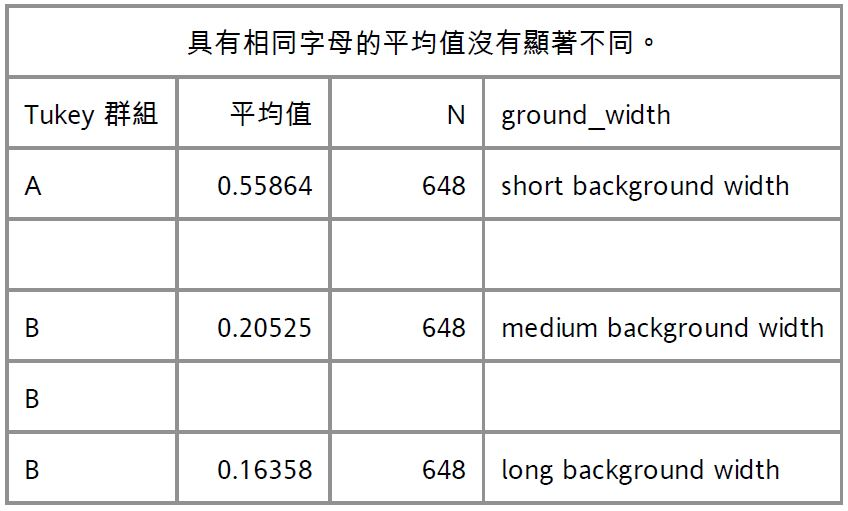 具有相同字母的平均值沒有顯著不同。
Tukey 群組 平均值 N ground_width
A 0.55864 648 short background width
B 0.20525 648 medium background width
B
B 0.16358 648 long background width